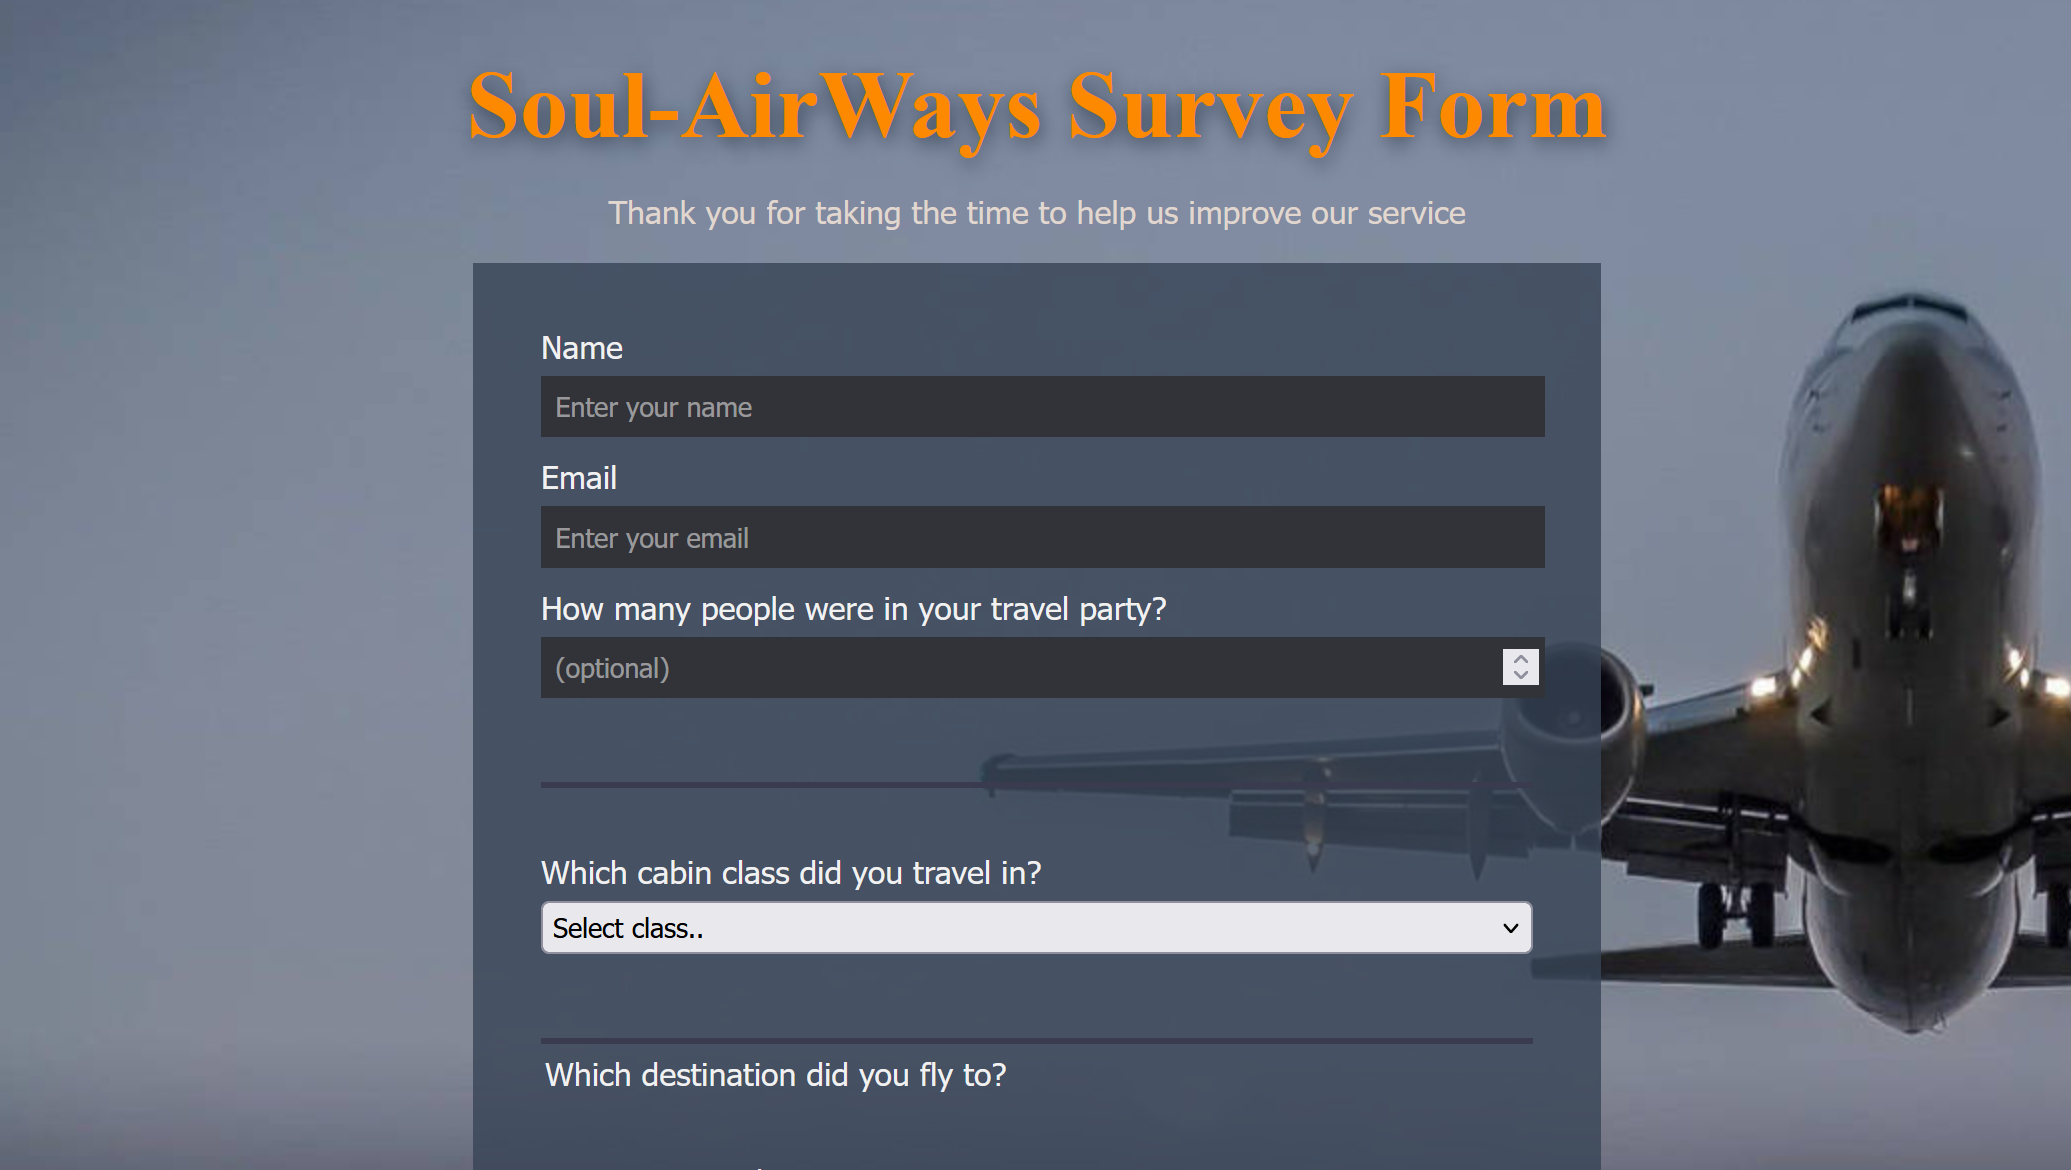 Soul-AirWays Survey Form
Thank you for taking the time to help us improve our service
Name
Enter your name
Email
Enter your email
How many people were in your travel party?
(optional)
Which cabin class did you travel in?
Select class..
Which destination did you fly to?